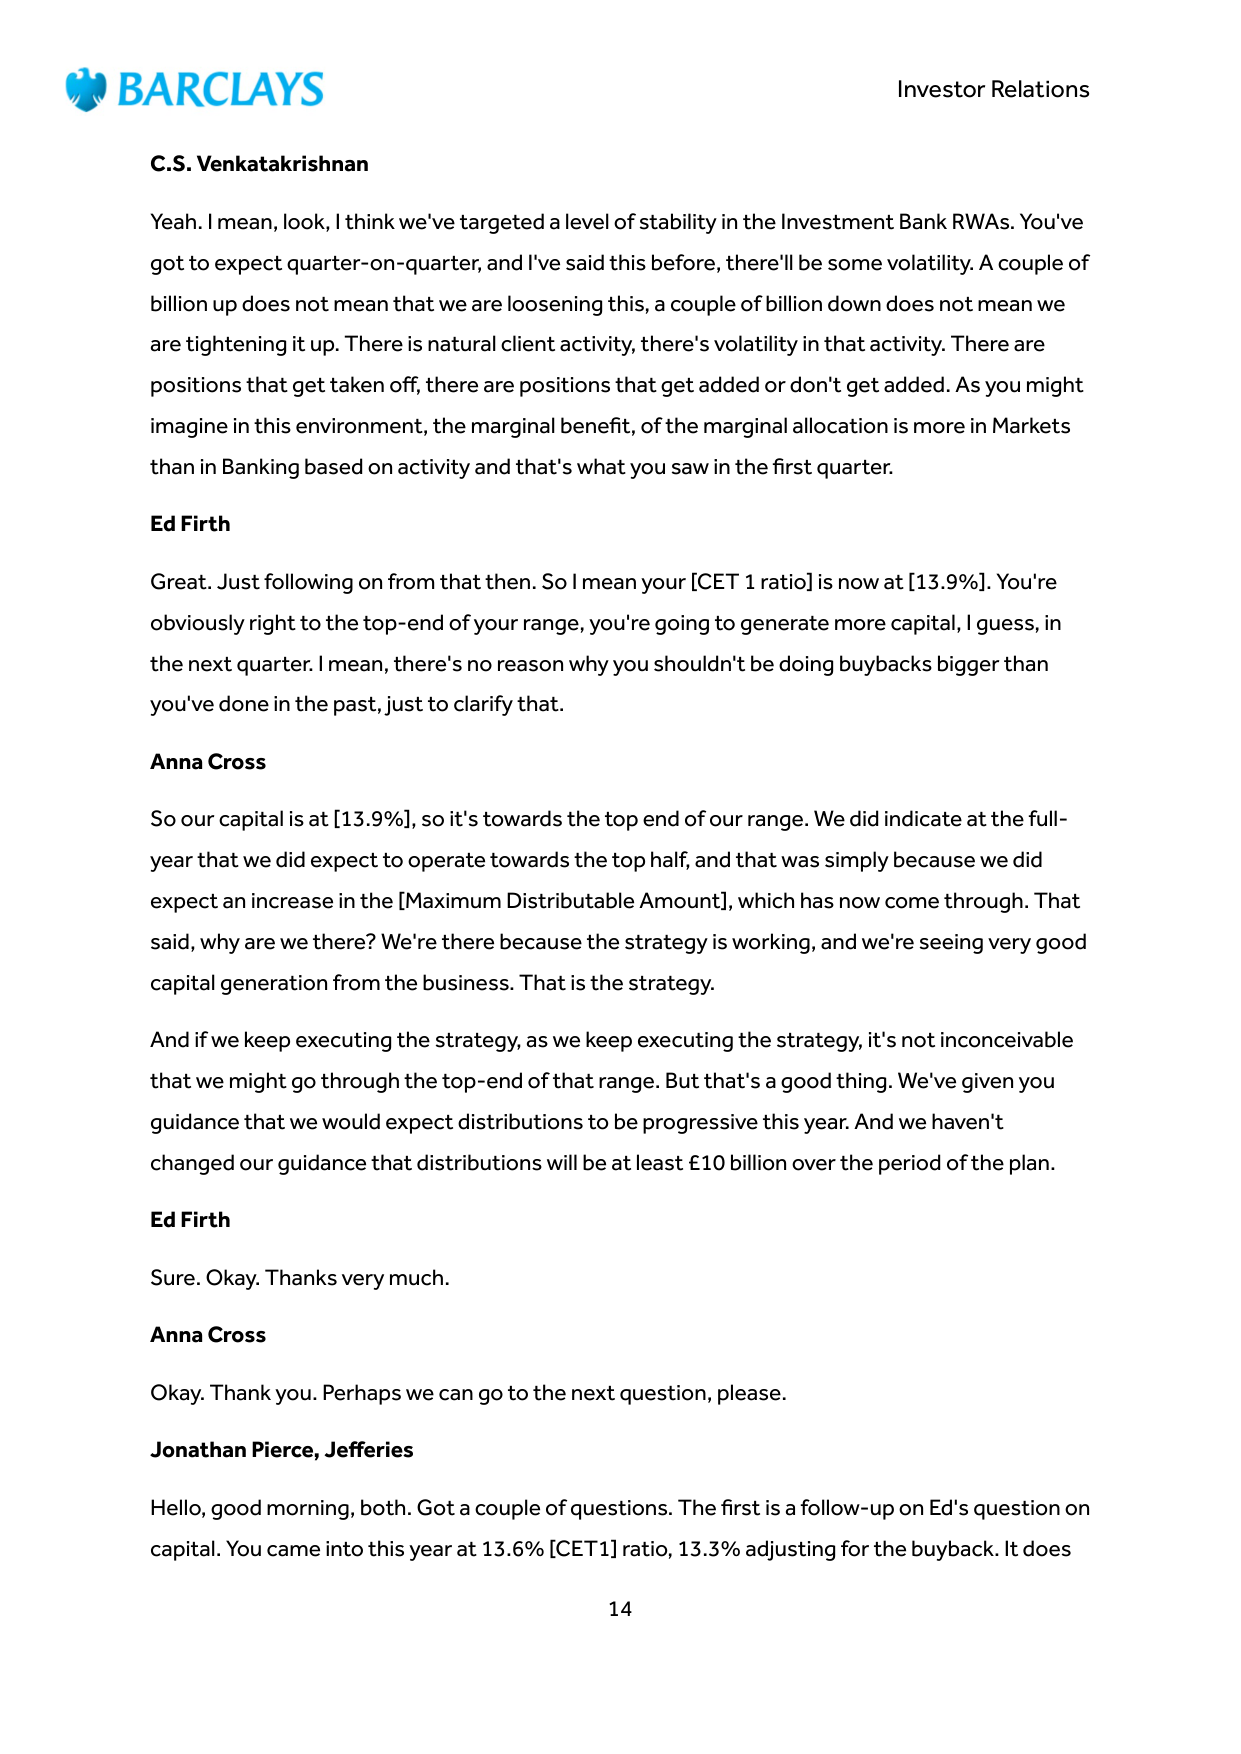 BARCLAYS
Investor Relations
C.S. Venkatakrishnan
Yeah. I mean, look, I think we've targeted a level of stability in the Investment Bank RWAs. You've
got to expect quarter-on-quarter, and I've said this before, there'll be some volatility. A couple of
billion up does not mean that we are loosening this, a couple of billion down does not mean we
are tightening it up. There is natural client activity, there's volatility in that activity. There are
positions that get taken off, there are positions that get added or don't get added. As you might
imagine in this environment, the marginal benefit, of the marginal allocation is more in Markets
than in Banking based on activity and that's what you saw in the first quarter.
Ed Firth
Great. Just following on from that then. So I mean your [CET 1 ratio] is now at [13.9%]. You're
obviously right to the top-end of your range, you're going to generate more capital, I guess, in
the next quarter. I mean, there's no reason why you shouldn't be doing buybacks bigger than
you've done in the past, just to clarify that.
Anna Cross
So our capital is at [13.9%], so it's towards the top end of our range. We did indicate at the full-
year that we did expect to operate towards the top half, and that was simply because we did
expect an increase in the [Maximum Distributable Amount], which has now come through. That
said, why are we there? We're there because the strategy is working, and we're seeing very good
capital generation from the business. That is the strategy.
And if we keep executing the strategy, as we keep executing the strategy, it's not inconceivable
that we might go through the top-end of that range. But that's a good thing. We've given you
guidance that we would expect distributions to be progressive this year. And we haven't
changed our guidance that distributions will be at least £10 billion over the period of the plan.
Ed Firth
Sure. Okay. Thanks very much.
Anna Cross
Okay. Thank you. Perhaps we can go to the next question, please.
Jonathan Pierce, Jefferies
Hello, good morning, both. Got a couple of questions. The first is a follow-up on Ed's question on
capital. You came into this year at 13.6% [CET1] ratio, 13.3% adjusting for the buyback. It does
14